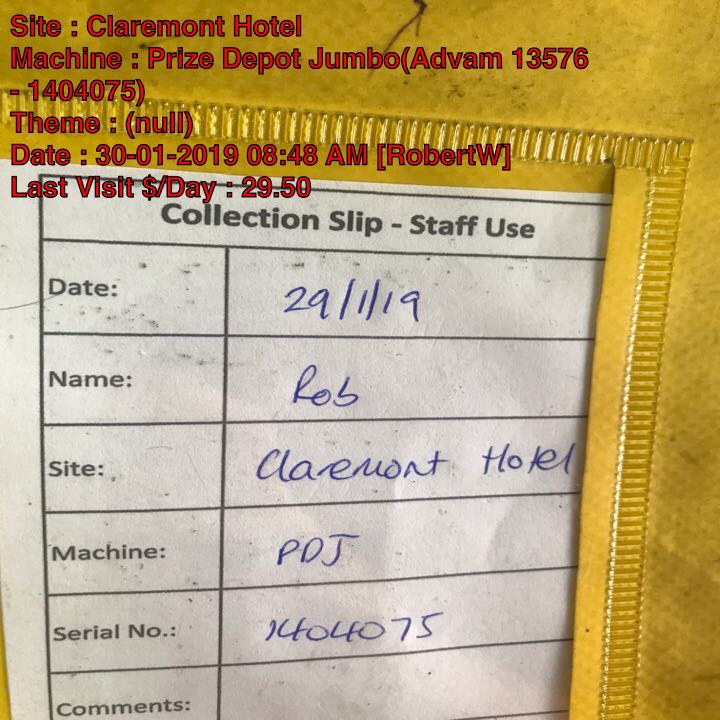 Site : Claremont Hotel
Machine : Prize Depot Jumbo(Advam 13576
- 1404075)
Theme : (null)
Date : 30-01-2019 08:48 AM [RobertW]
Last Visit $/Day : 29.50
Collection Slip - Staff Use
Date: 29/1/19
Name: Rob
Site: Claremont Hotel
Machine: PDJ
Serial No.: 1404075
Comments: